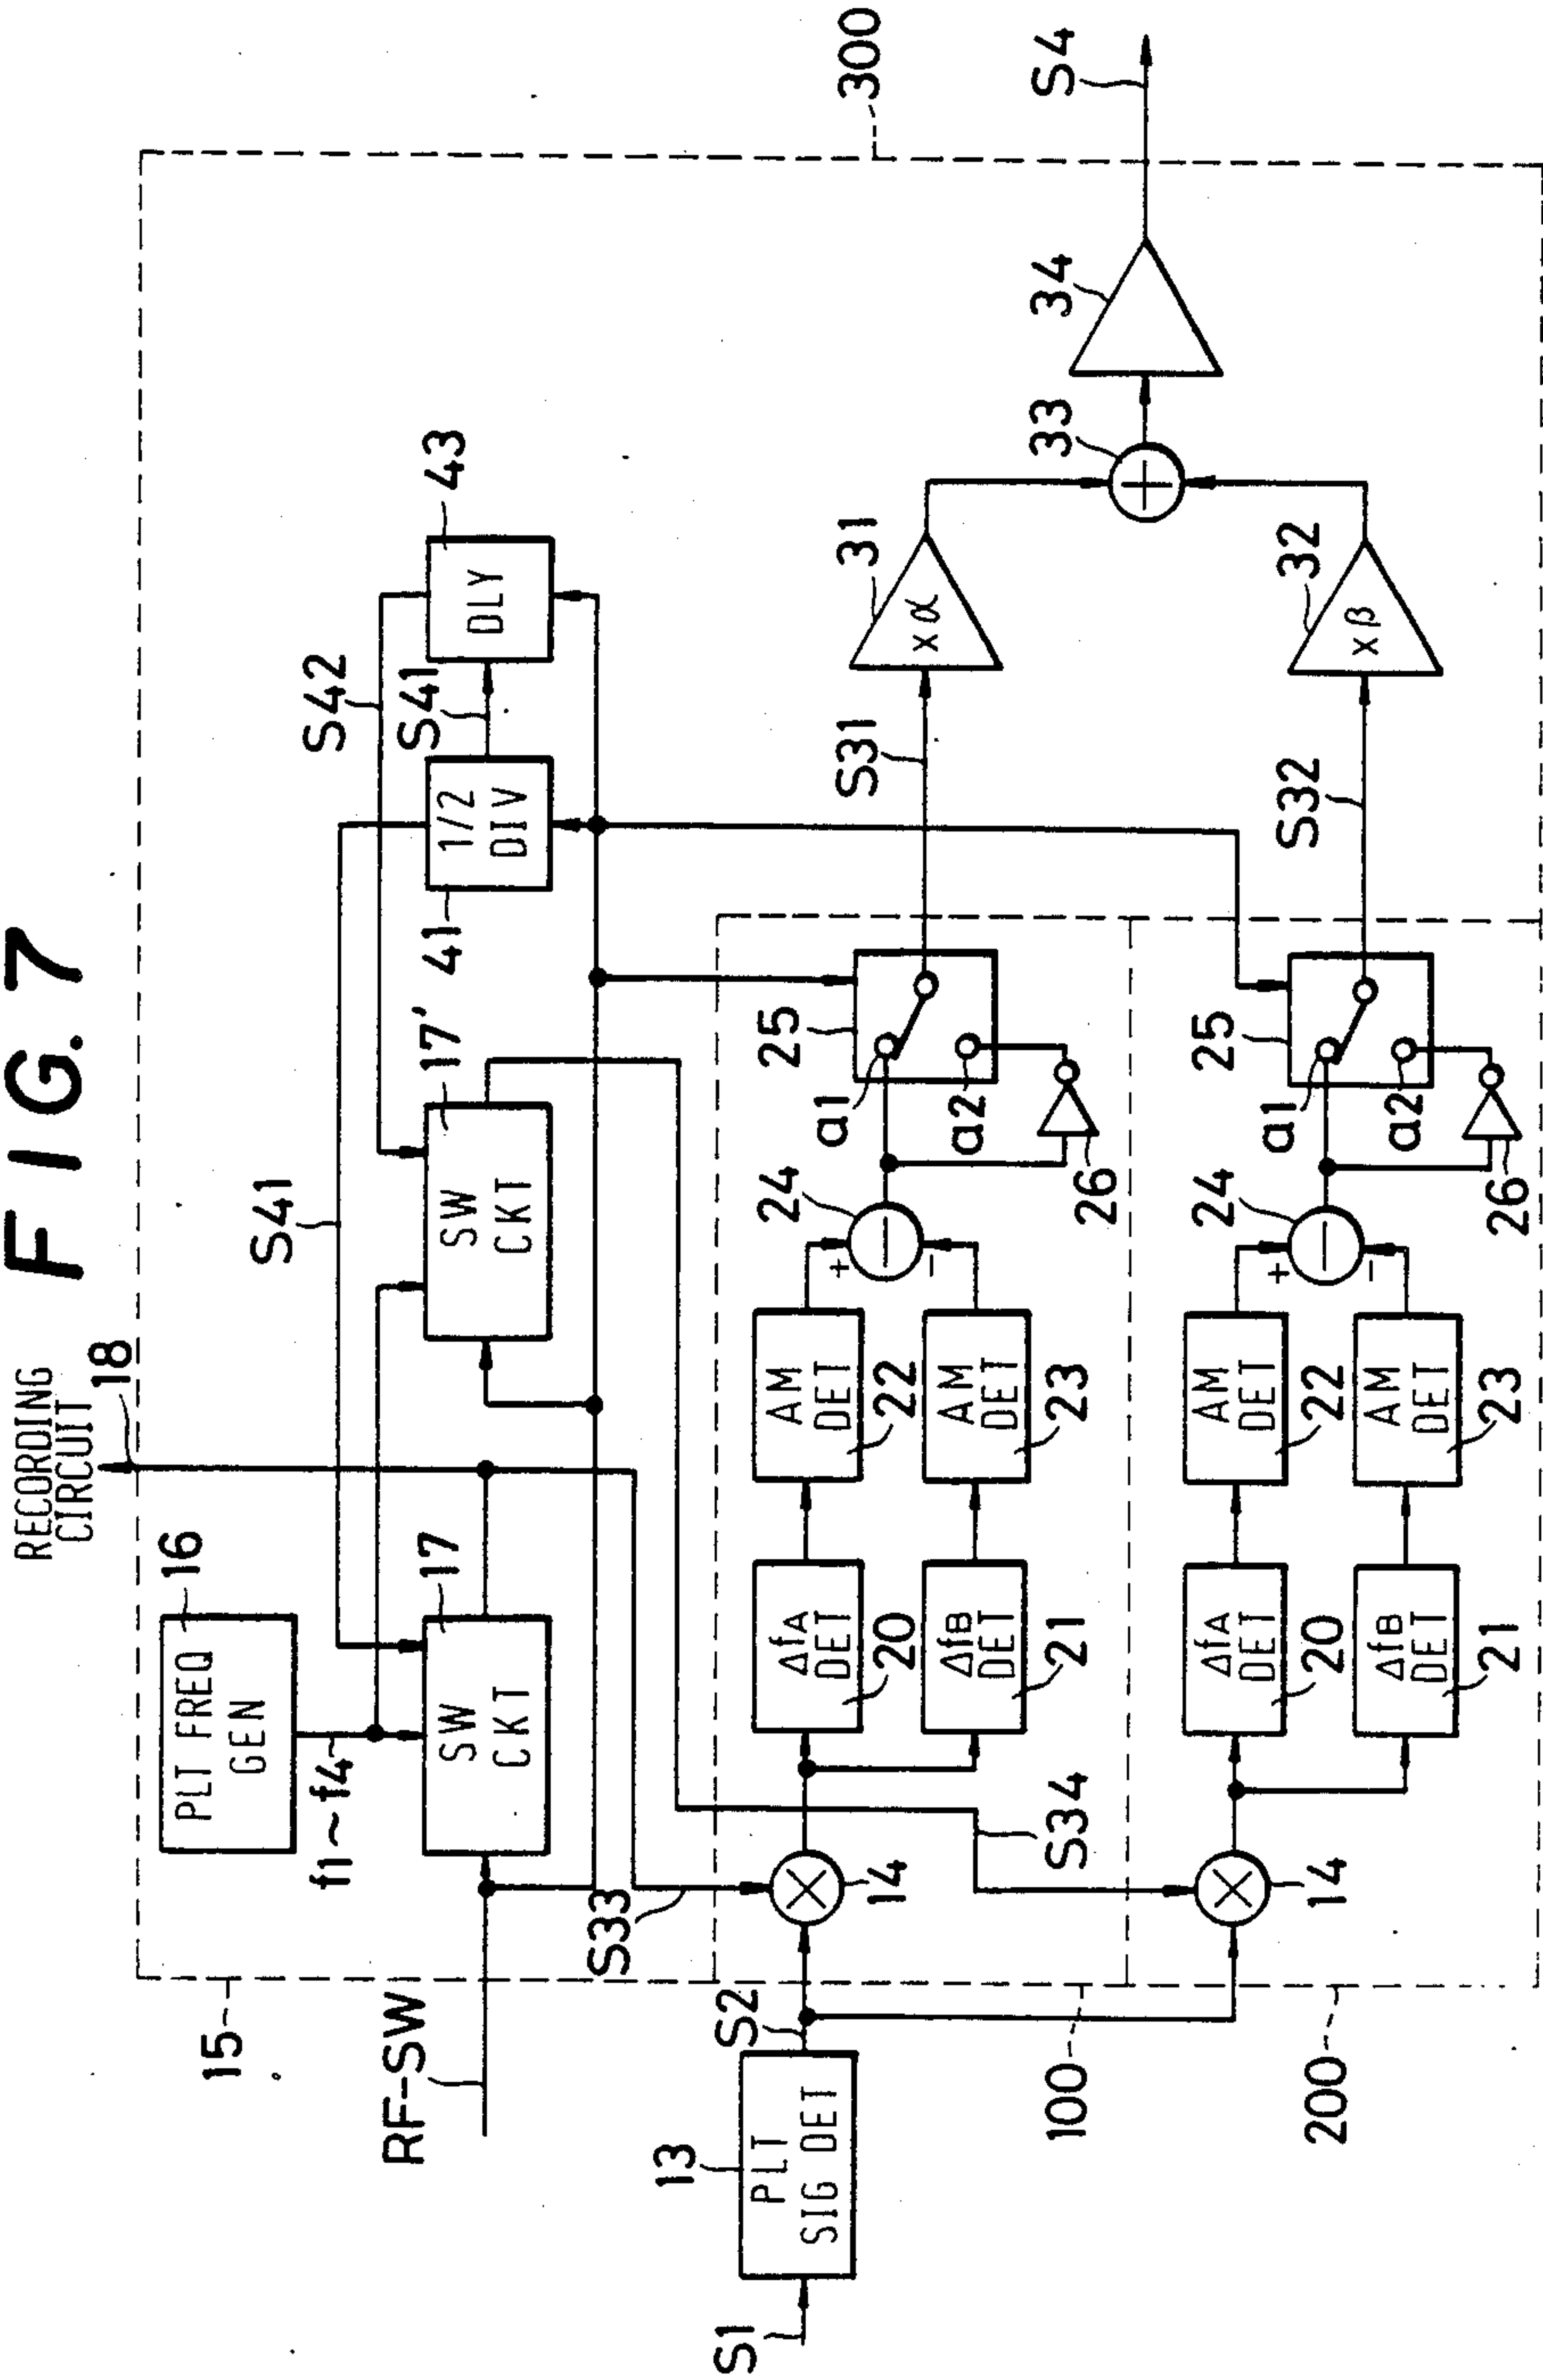 FIG. 7
RECORDING
CIRCUIT
18
15
16
PLT FREQ
GEN
f1~f4
17
SW
CKT
S41
17'
SW
CKT
S42
41
1/2
DIV
S41
43
DLY
300
RF-SW
S33
S1
13
PLT
SIG DET
S2
100
14
ΔfA
DET
20
ΔfB
DET
21
AM
DET
22
AM
DET
23
+
−
24
a1
a2
25
26
S31
31
xα
33
34
S4
200
S34
14
ΔfA
DET
20
ΔfB
DET
21
AM
DET
22
AM
DET
23
+
−
24
a1
a2
25
26
S32
32
xβ